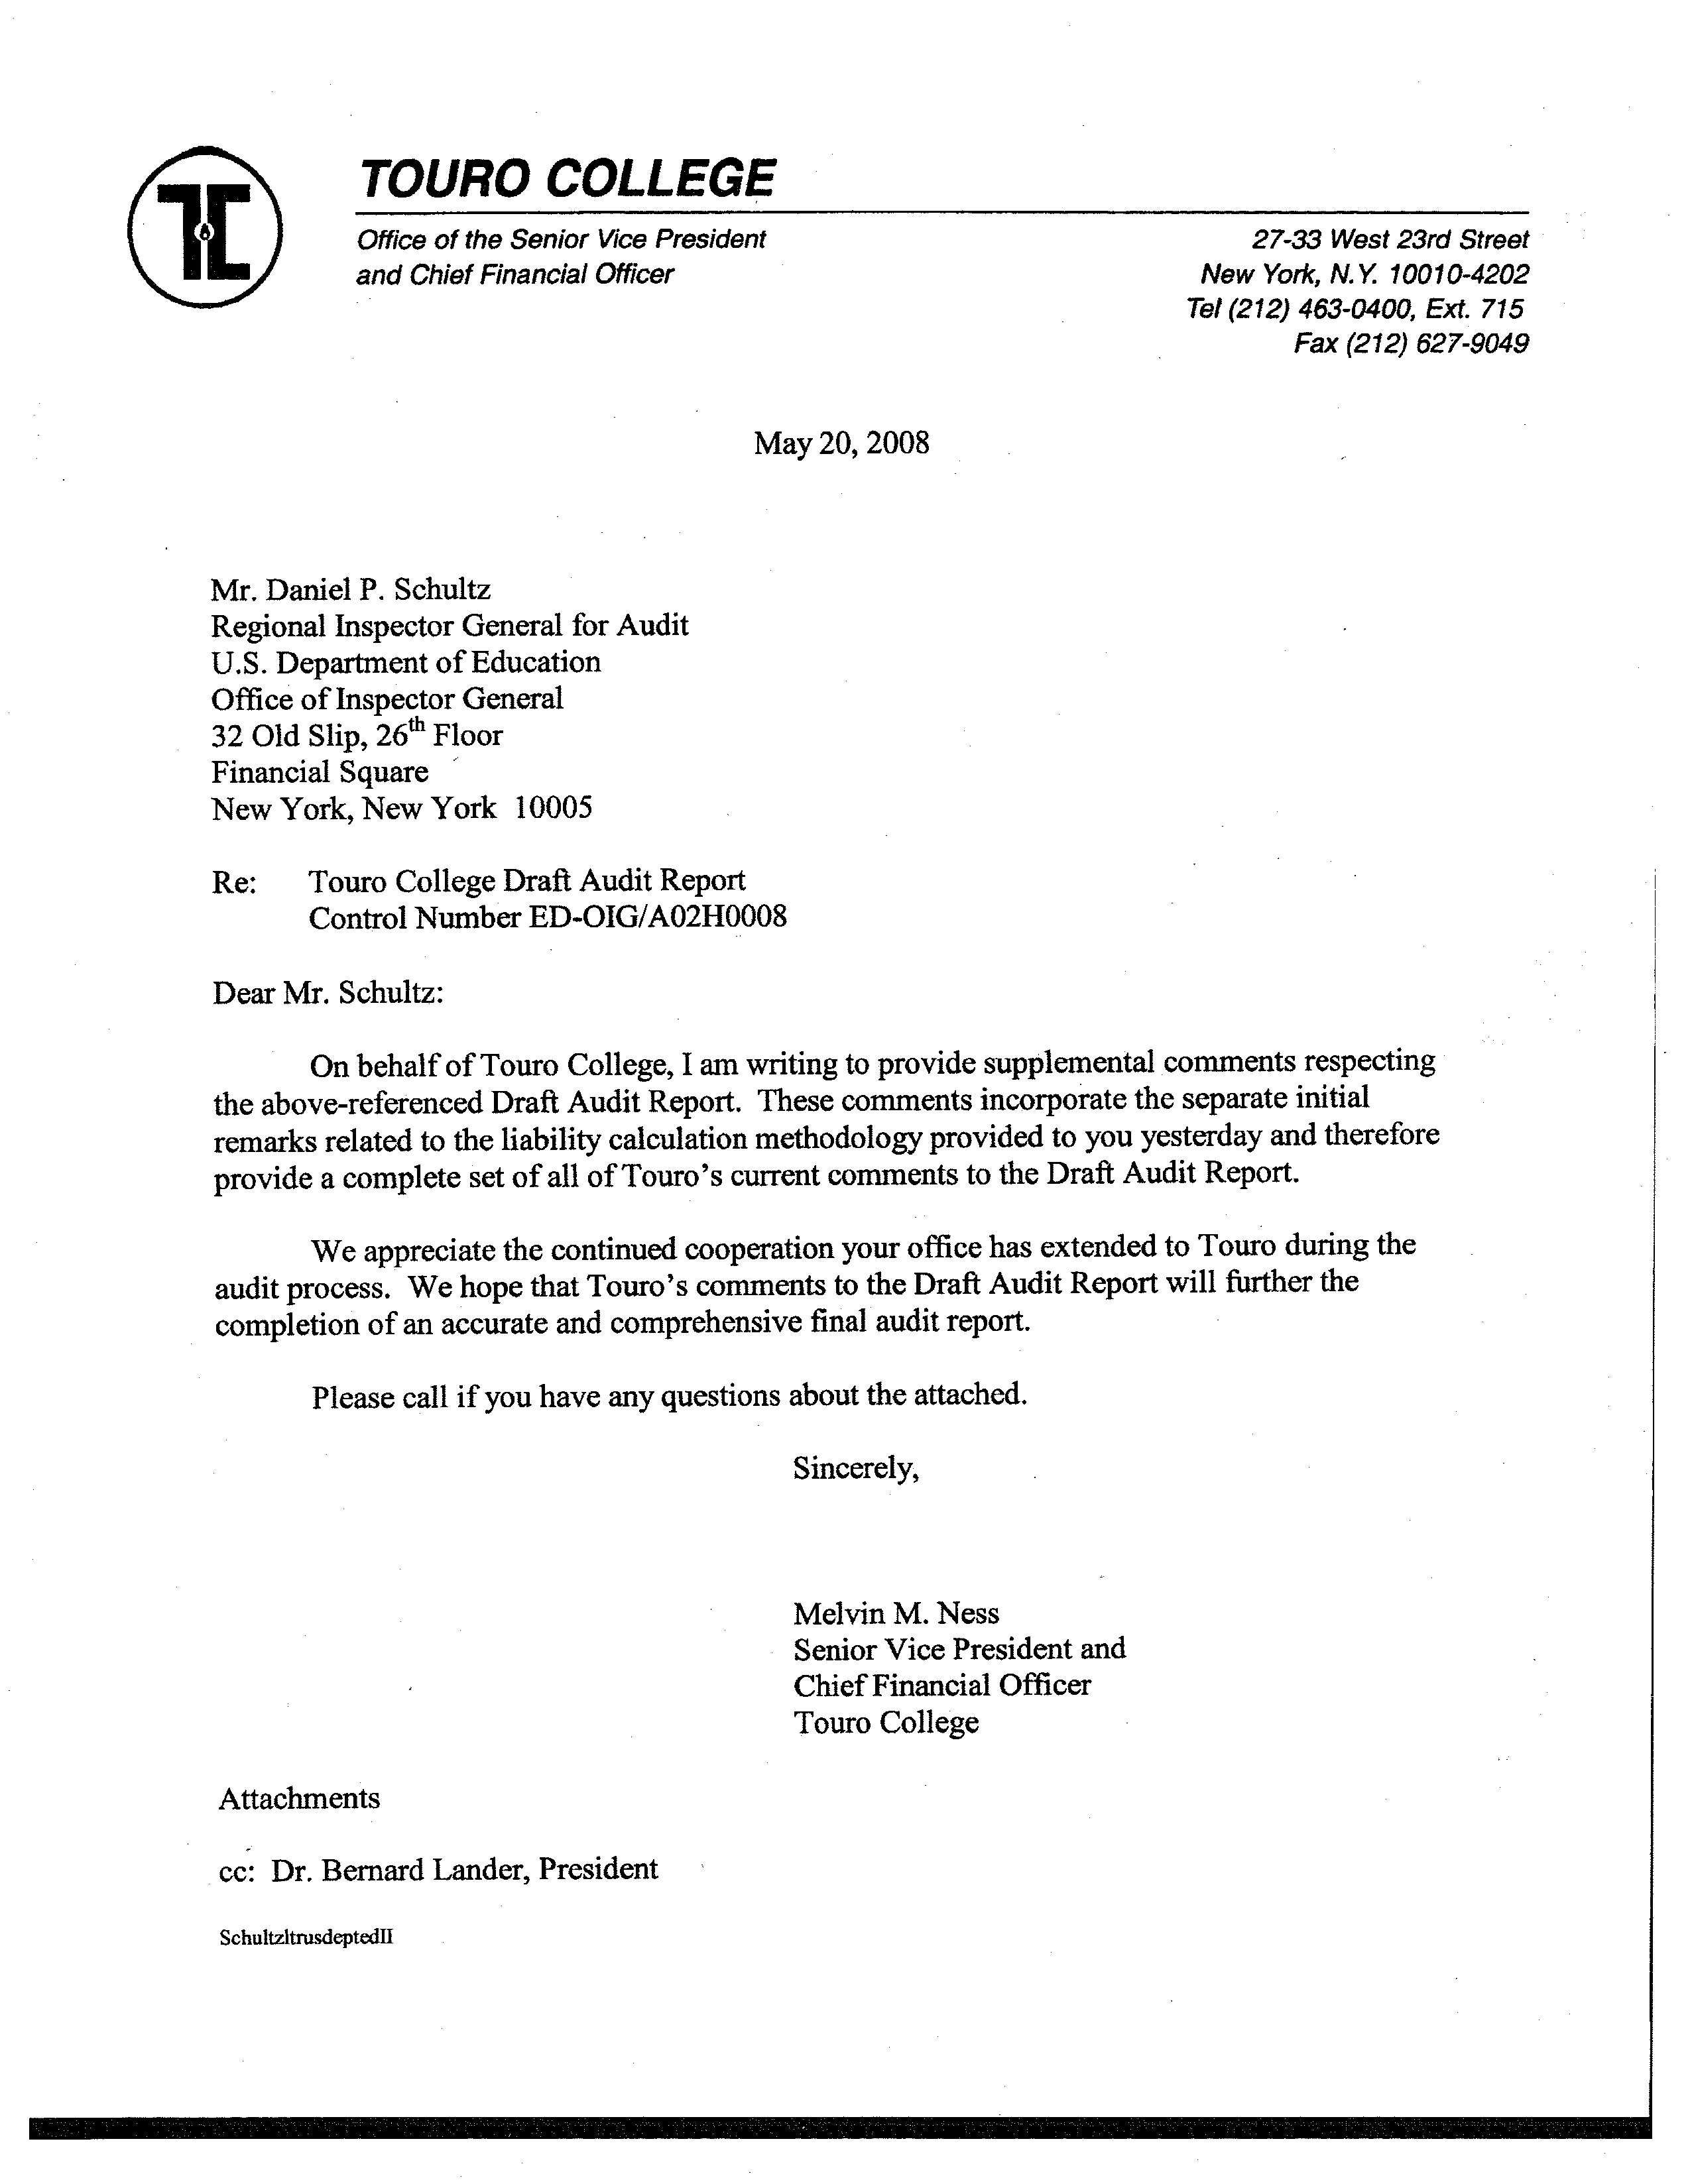 TC
TOURO COLLEGE
Office of the Senior Vice President
and Chief Financial Officer
27-33 West 23rd Street
New York, N.Y. 10010-4202
Tel (212) 463-0400, Ext. 715
Fax (212) 627-9049
May 20, 2008
Mr. Daniel P. Schultz
Regional Inspector General for Audit
U.S. Department of Education
Office of Inspector General
32 Old Slip, 26th Floor
Financial Square
New York, New York 10005
Re: Touro College Draft Audit Report
Control Number ED-OIG/A02H0008
Dear Mr. Schultz:
On behalf of Touro College, I am writing to provide supplemental comments respecting
the above-referenced Draft Audit Report. These comments incorporate the separate initial
remarks related to the liability calculation methodology provided to you yesterday and therefore
provide a complete set of all of Touro's current comments to the Draft Audit Report.
We appreciate the continued cooperation your office has extended to Touro during the
audit process. We hope that Touro's comments to the Draft Audit Report will further the
completion of an accurate and comprehensive final audit report.
Please call if you have any questions about the attached.
Sincerely,
Melvin M. Ness
Senior Vice President and
Chief Financial Officer
Touro College
Attachments
cc: Dr. Bernard Lander, President
SchultzltrusdeptedII